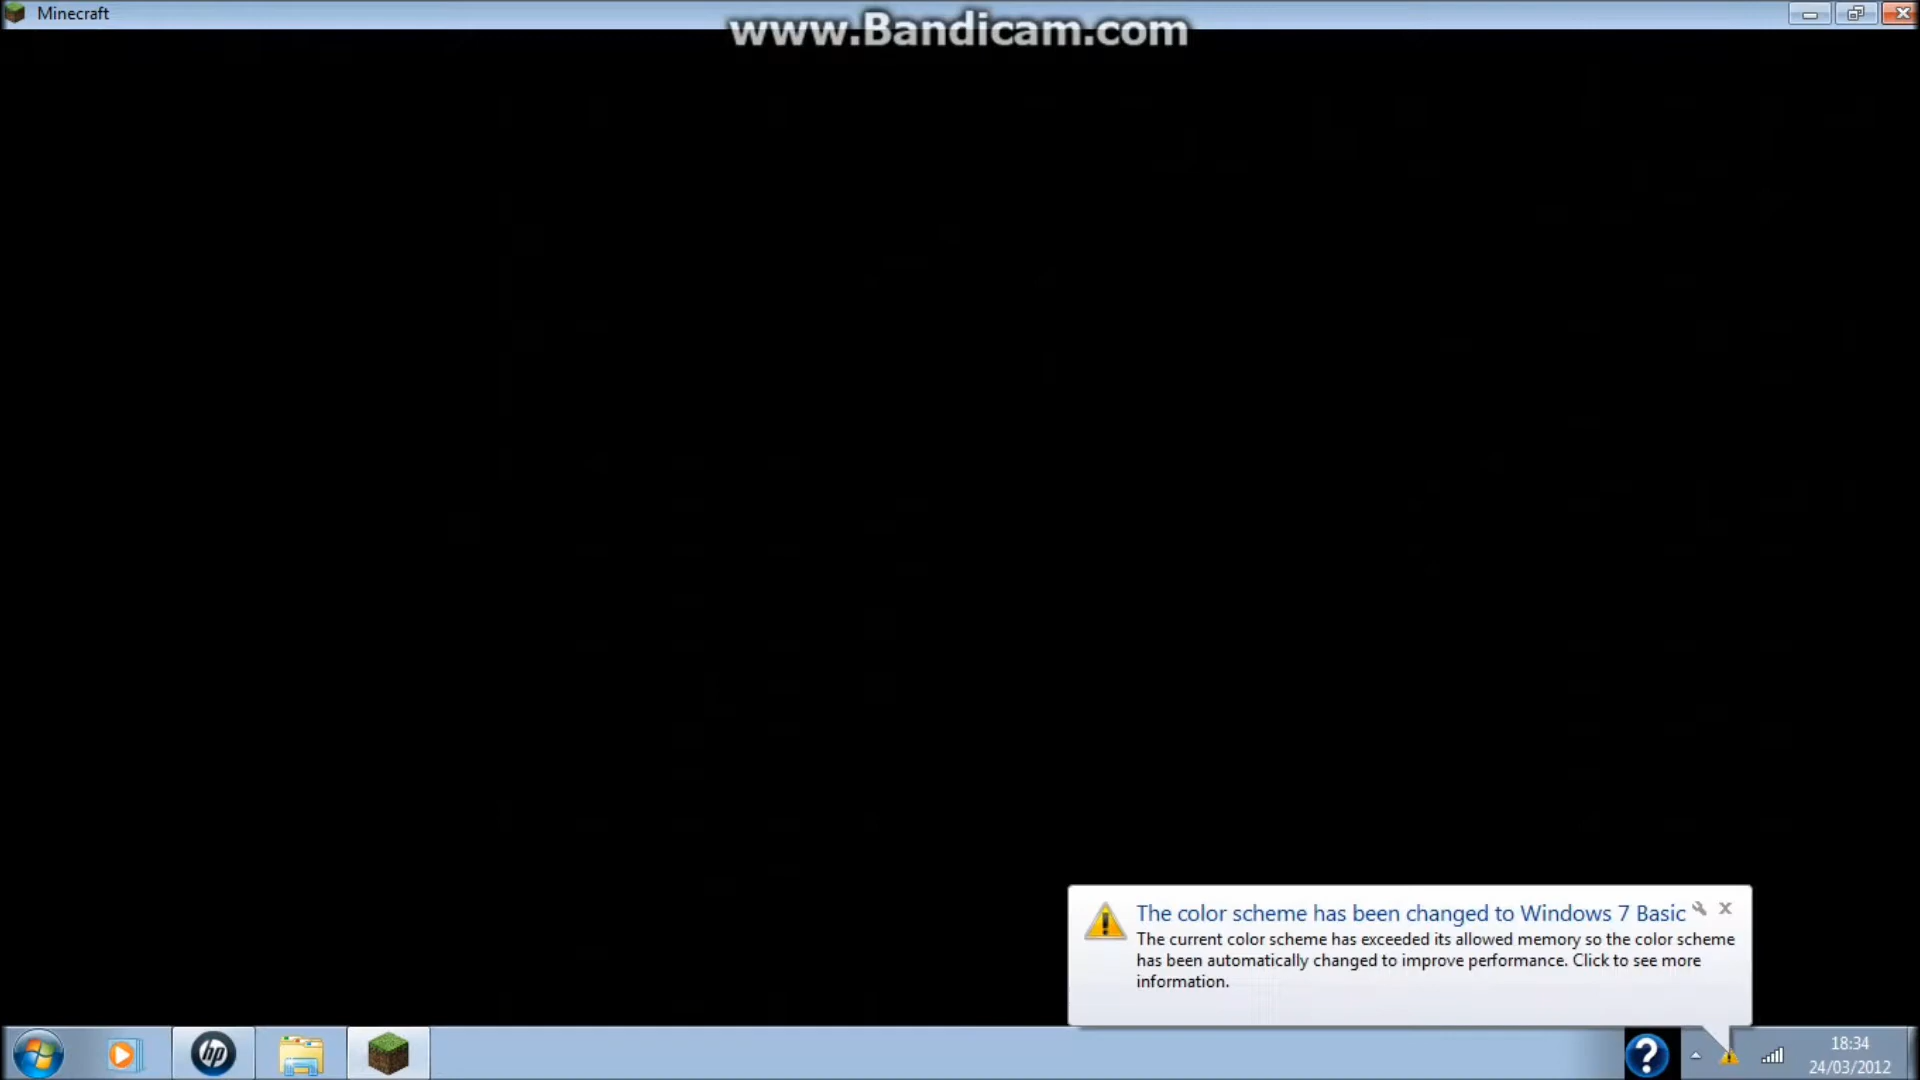 Minecraft
www.Bandicam.com
The color scheme has been changed to Windows 7 Basic
The current color scheme has exceeded its allowed memory so the color scheme
has been automatically changed to improve performance. Click to see more
information.
hp
?
18:34
24/03/2012